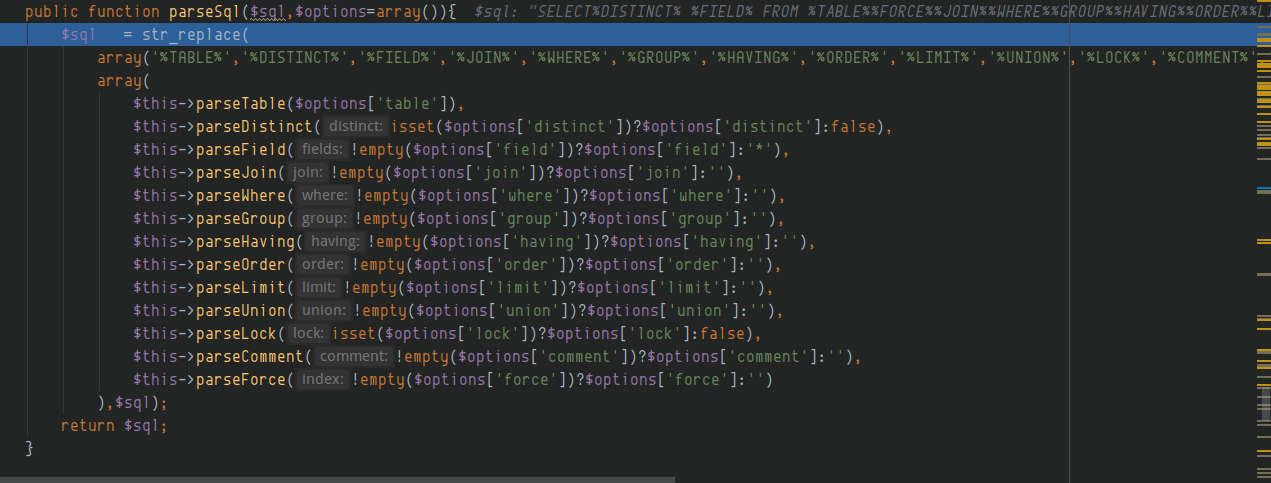 public function parseSql($sql,$options=array()){ $sql: "SELECT%DISTINCT% %FIELD% FROM %TABLE%%FORCE%%JOIN%%WHERE%%GROUP%%HAVING%%ORDER%%LI
$sql = str_replace(
array('%TABLE%','%DISTINCT%','%FIELD%','%JOIN%','%WHERE%','%GROUP%','%HAVING%','%ORDER%','%LIMIT%','%UNION%','%LOCK%','%COMMENT%'
array(
$this->parseTable($options['table']),
$this->parseDistinct( distinct: isset($options['distinct'])?$options['distinct']:false),
$this->parseField( fields: !empty($options['field'])?$options['field']:'*'),
$this->parseJoin( join: !empty($options['join'])?$options['join']:''),
$this->parseWhere( where: !empty($options['where'])?$options['where']:''),
$this->parseGroup( group: !empty($options['group'])?$options['group']:''),
$this->parseHaving( having: !empty($options['having'])?$options['having']:''),
$this->parseOrder( order: !empty($options['order'])?$options['order']:''),
$this->parseLimit( limit: !empty($options['limit'])?$options['limit']:''),
$this->parseUnion( union: !empty($options['union'])?$options['union']:''),
$this->parseLock( lock: isset($options['lock'])?$options['lock']:false),
$this->parseComment( comment: !empty($options['comment'])?$options['comment']:''),
$this->parseForce( index: !empty($options['force'])?$options['force']:'')
),$sql);
return $sql;
}